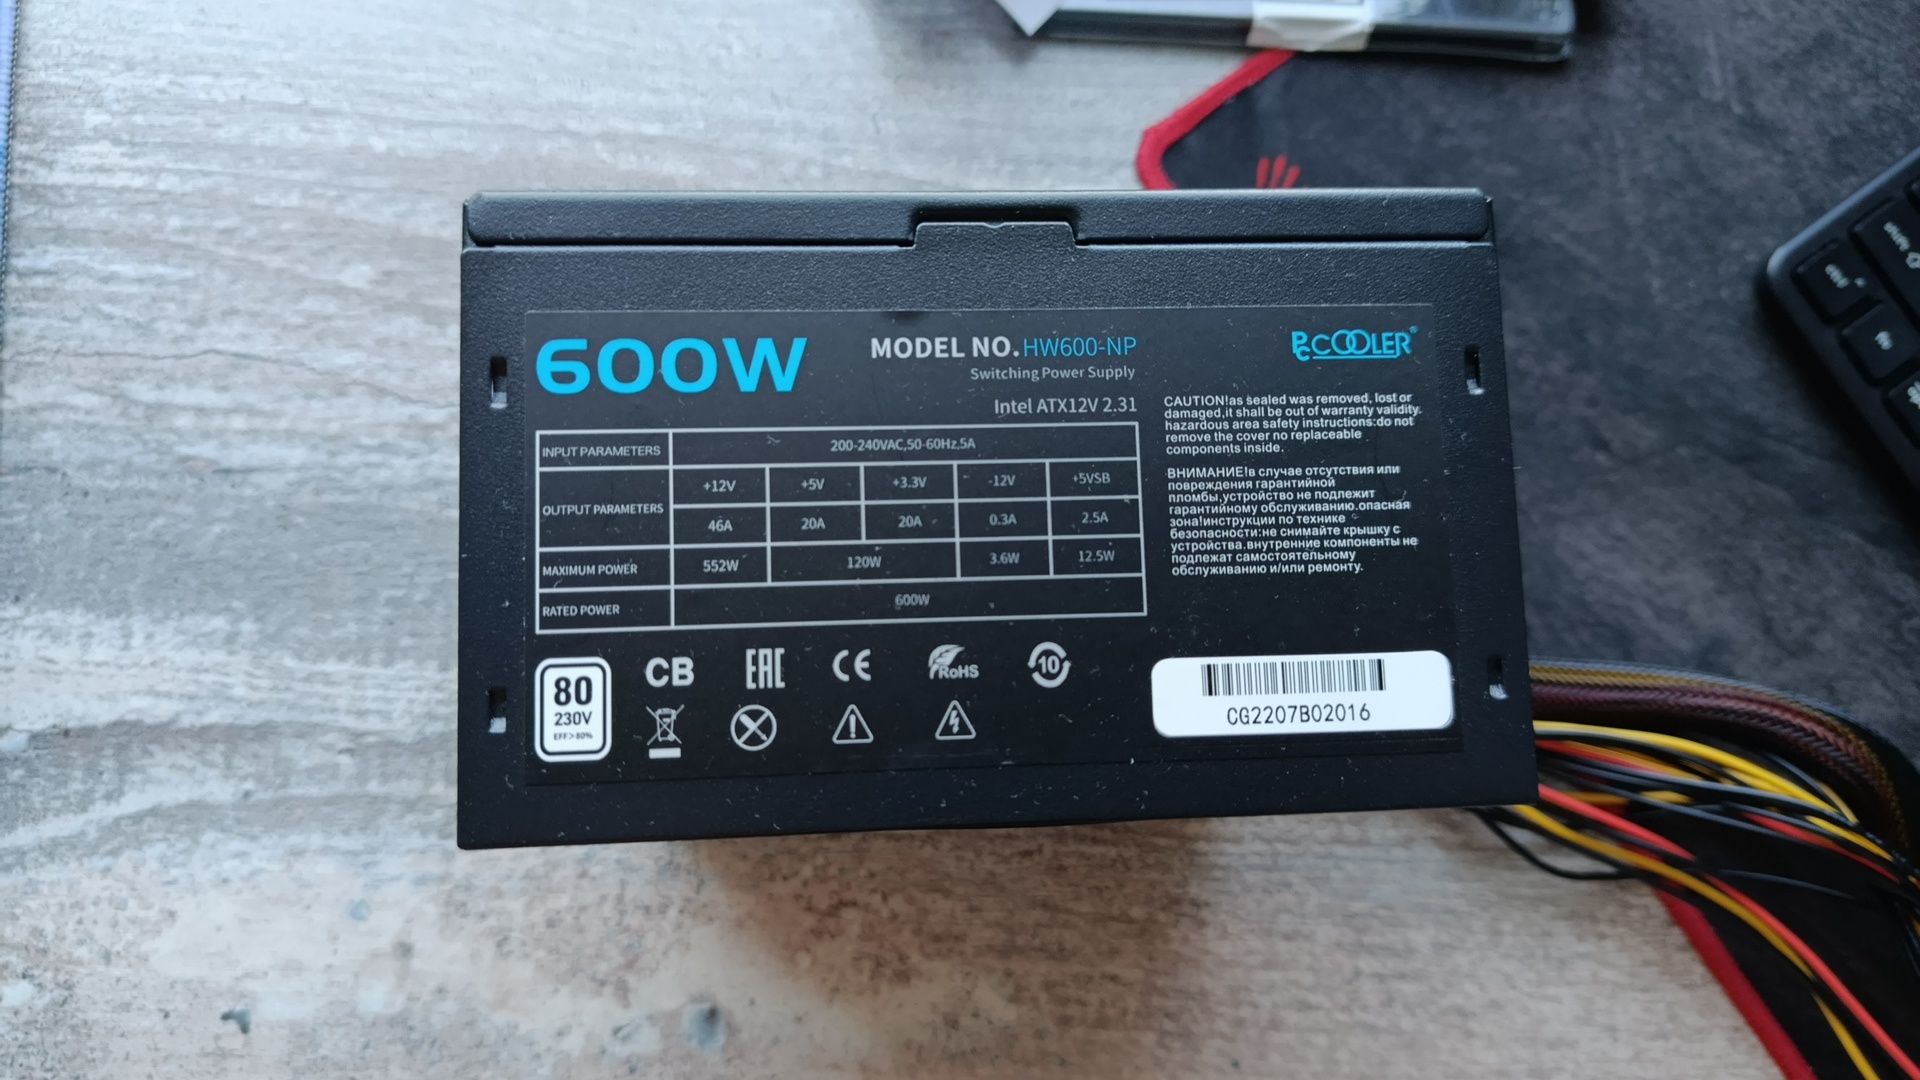 600W
MODEL NO. HW600-NP
Switching Power Supply
Intel ATX12V 2.31
PCCOOLER®
INPUT PARAMETERS 200-240VAC,50-60Hz,5A
OUTPUT PARAMETERS
+12V +5V +3.3V -12V +5VSB
46A 20A 20A 0.3A 2.5A
MAXIMUM POWER 552W 120W 3.6W 12.5W
RATED POWER 600W
CAUTION!as sealed was removed, lost or
damaged,it shall be out of warranty validity.
hazardous area safety instructions:do not
remove the cover no replaceable
components inside.
ВНИМАНИЕ!в случае отсутствия или
повреждения гарантийной
пломбы,устройство не подлежит
гарантийному обслуживанию.опасная
зона!инструкции по технике
безопасности:не снимайте крышку с
устройства.внутренние компоненты не
подлежат самостоятельному
обслуживанию и/или ремонту.
80
230V
EFF>80%
CB EAC CE RoHS 10
CG2207B02016